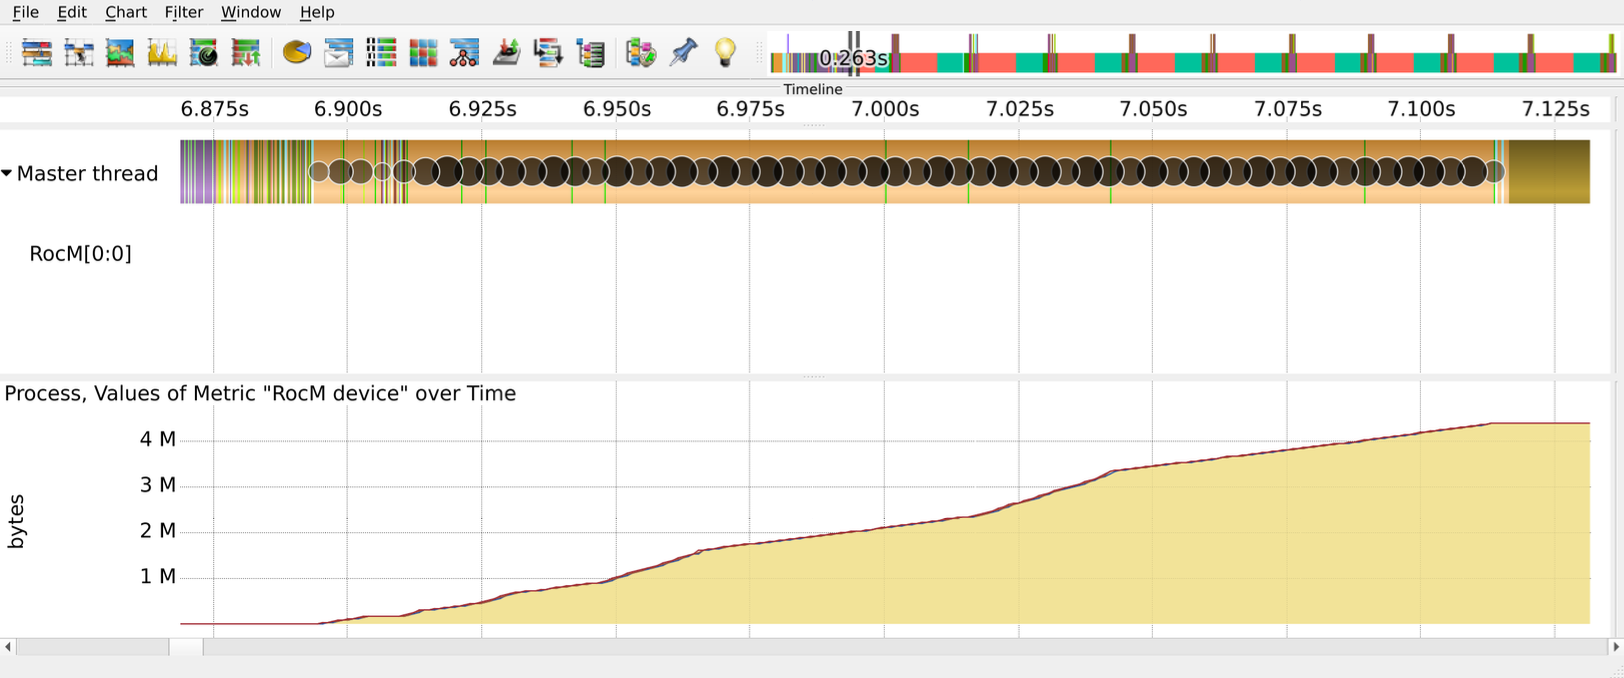 File Edit Chart Filter Window Help
0.263s
Timeline
6.875s 6.900s 6.925s 6.950s 6.975s 7.000s 7.025s 7.050s 7.075s 7.100s 7.125s
Master thread
RocM[0:0]
Process, Values of Metric "RocM device" over Time
4 M
3 M
2 M
1 M
bytes